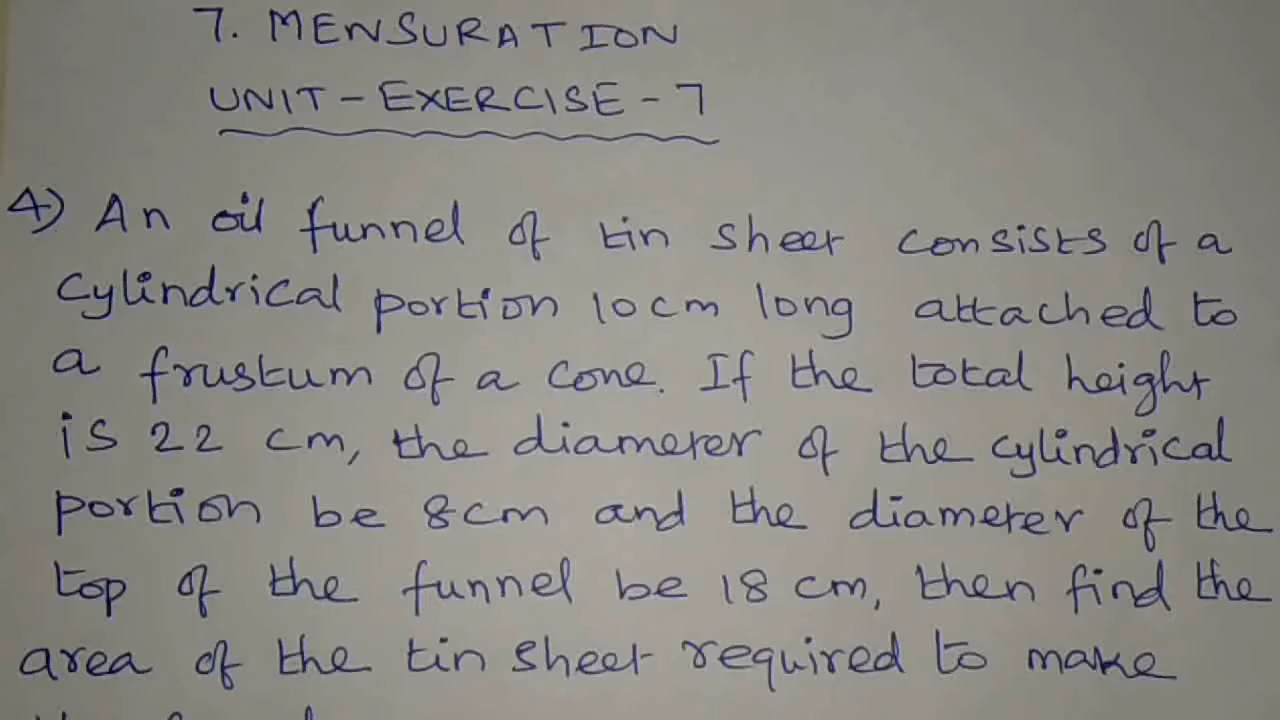 7. MENSURATION
UNIT - EXERCISE - 7
4) An oil funnel of tin sheet consists of a
cylindrical portion 10cm long attached to
a frustum of a cone. If the total height
is 22 cm, the diameter of the cylindrical
portion be 8cm and the diameter of the
top of the funnel be 18 cm, then find the
area of the tin sheet required to make